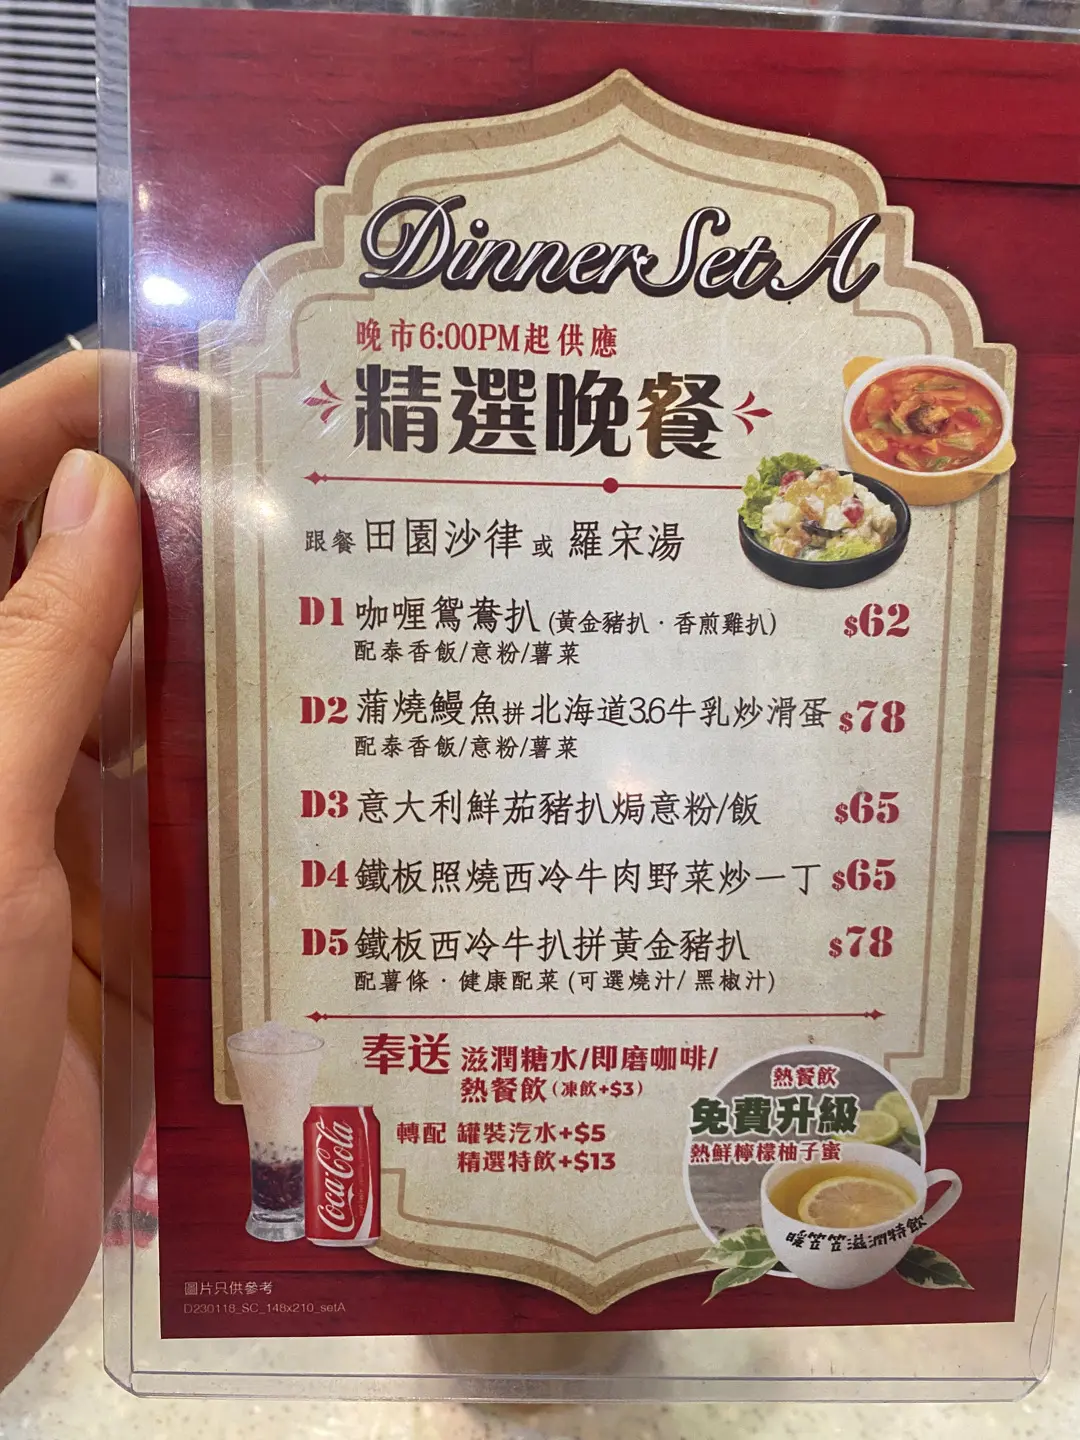 Dinner Set A
晚市6:00PM起供應
精選晚餐
跟餐 田園沙律 或 羅宋湯
D1 咖喱鴛鴦扒 (黃金豬扒・香煎雞扒) $62
配泰香飯/意粉/薯菜
D2 蒲燒鰻魚拼北海道3.6牛乳炒滑蛋 $78
配泰香飯/意粉/薯菜
D3 意大利鮮茄豬扒焗意粉/飯 $65
D4 鐵板照燒西冷牛肉野菜炒一丁 $65
D5 鐵板西冷牛扒拼黃金豬扒 $78
配薯條・健康配菜 (可選燒汁/黑椒汁)
奉送 滋潤糖水/即磨咖啡/
熱餐飲 (凍飲+$3)
轉配 罐裝汽水+$5
精選特飲+$13
熱餐飲
免費升級
熱鮮檸檬柚子蜜
暖笠笠滋潤特飲
Coca-Cola
圖片只供參考
D230118_SC_148x210_setA